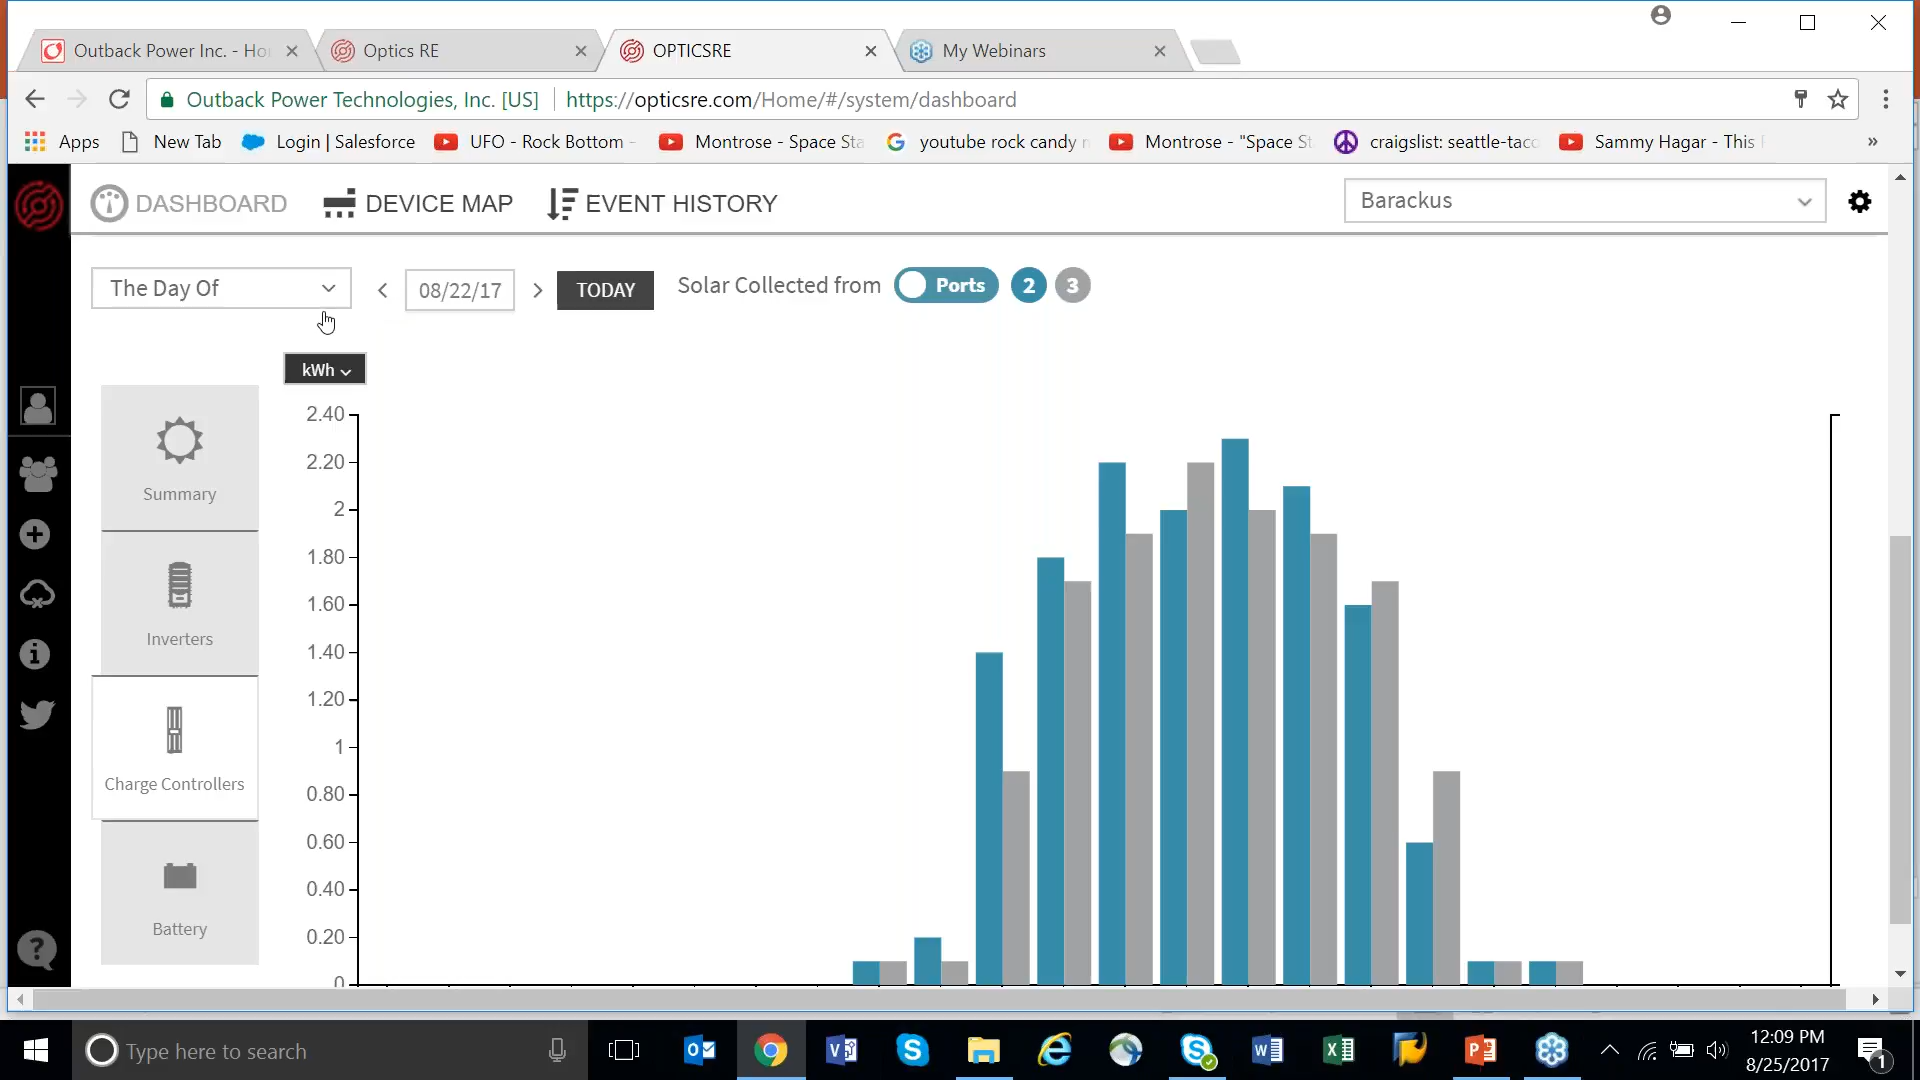 Outback Power Inc. - Ho
Optics RE
OPTICSRE
My Webinars
Outback Power Technologies, Inc. [US]
https://opticsre.com/Home/#/system/dashboard
Apps
New Tab
Login | Salesforce
UFO - Rock Bottom -
Montrose - Space Sta
youtube rock candy
Montrose - "Space St
craigslist: seattle-taco
Sammy Hagar - This
»
DASHBOARD
DEVICE MAP
EVENT HISTORY
Barackus
The Day Of
08/22/17
TODAY
Solar Collected from
Ports
2
3
kWh
Summary
Inverters
Charge Controllers
Battery
2.40
2.20
2
1.80
1.60
1.40
1.20
1
0.80
0.60
0.40
0.20
0
Type here to search
12:09 PM
8/25/2017
1